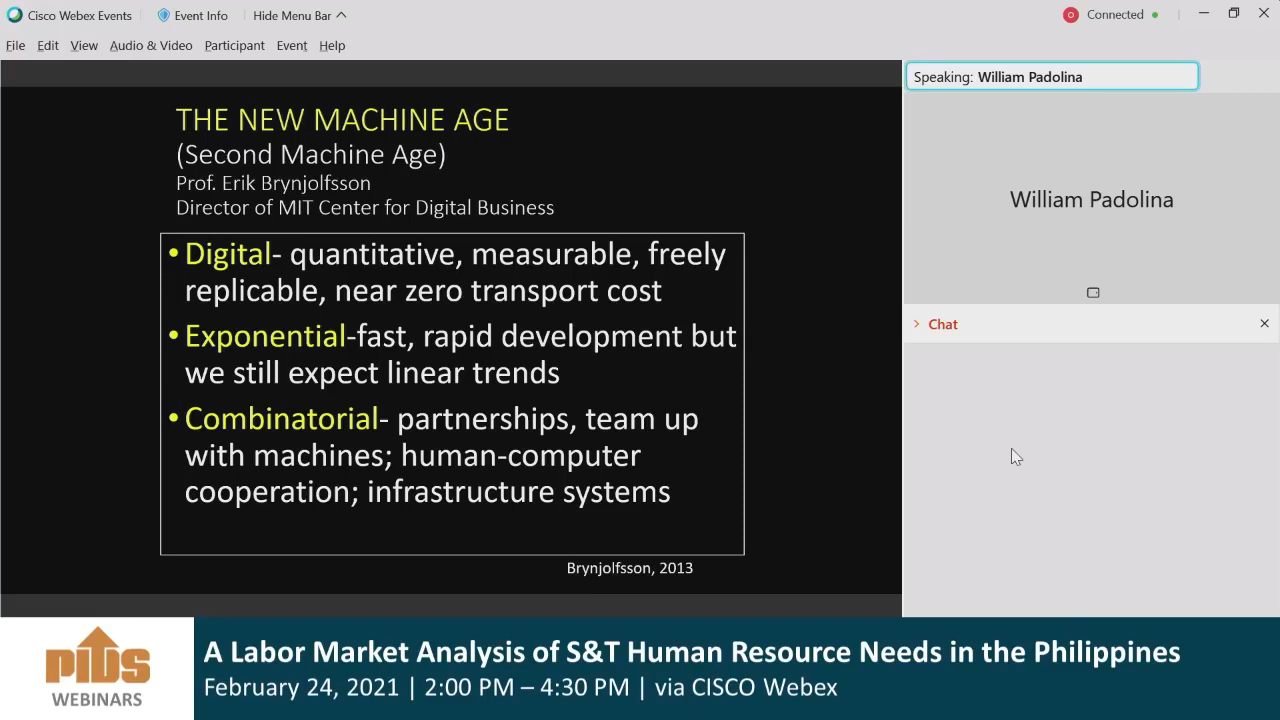 Cisco Webex Events
Event Info
Hide Menu Bar
Connected
File Edit View Audio & Video Participant Event Help
THE NEW MACHINE AGE
(Second Machine Age)
Prof. Erik Brynjolfsson
Director of MIT Center for Digital Business
• Digital- quantitative, measurable, freely
replicable, near zero transport cost
• Exponential-fast, rapid development but
we still expect linear trends
• Combinatorial- partnerships, team up
with machines; human-computer
cooperation; infrastructure systems
Brynjolfsson, 2013
Speaking: William Padolina
William Padolina
Chat
PIDS
WEBINARS
A Labor Market Analysis of S&T Human Resource Needs in the Philippines
February 24, 2021 | 2:00 PM – 4:30 PM | via CISCO Webex